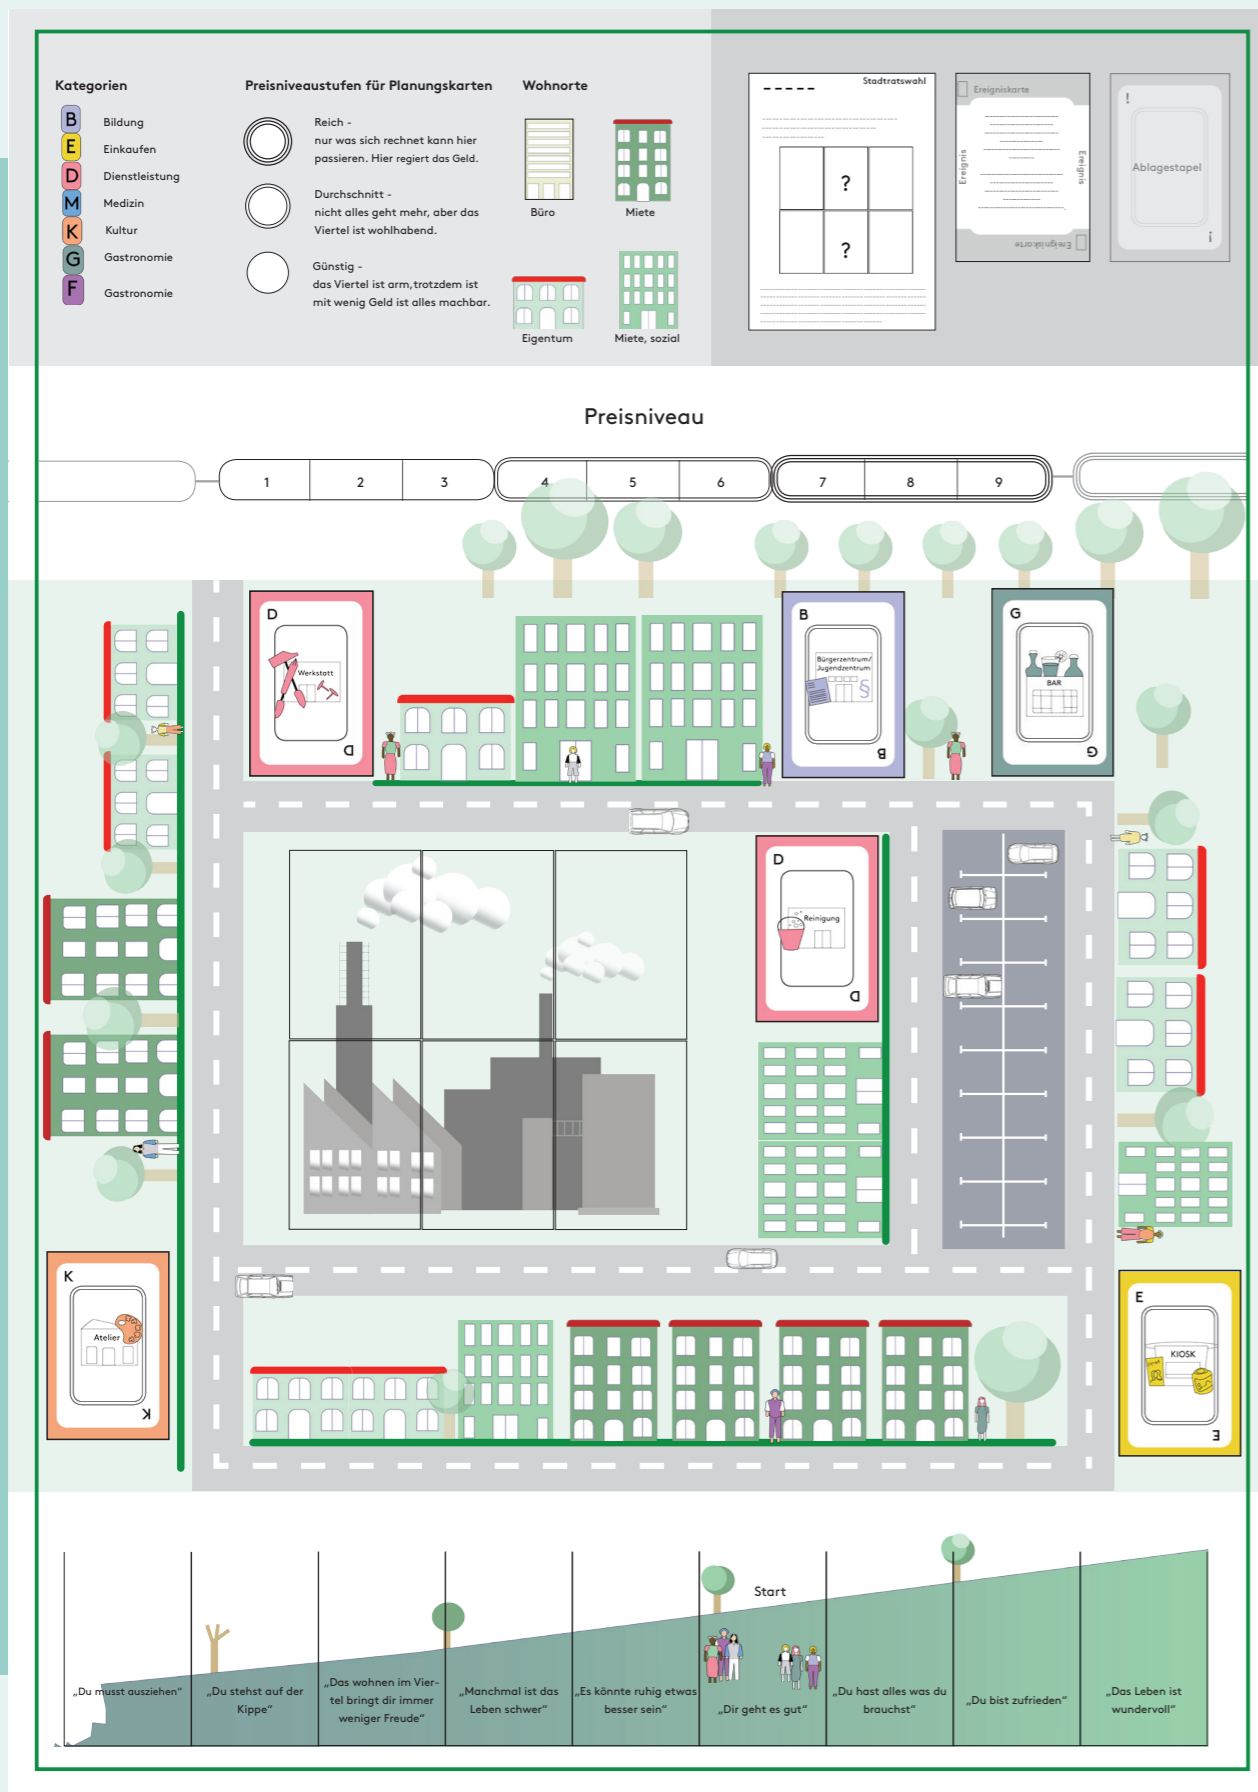 Kategorien
B Bildung
E Einkaufen
D Dienstleistung
M Medizin
K Kultur
G Gastronomie
F Gastronomie
Preisniveaustufen für Planungskarten
Reich -
nur was sich rechnet kann hier
passieren. Hier regiert das Geld.
Durchschnitt -
nicht alles geht mehr, aber das
Viertel ist wohlhabend.
Günstig -
das Viertel ist arm,trotzdem ist
mit wenig Geld ist alles machbar.
Wohnorte
Büro
Miete
Eigentum
Miete, sozial
Stadtratswahl
?
?
Ereigniskarte
Ereignis
Ereignis
Ereigniskarte
!
Ablagestapel
!
Preisniveau
1 2 3 4 5 6 7 8 9
D
Werkstatt
D
B
Bürgerzentrum/
Jugendzentrum
§
B
G
BAR
G
D
Reinigung
D
K
Atelier
K
E
KIOSK
E
Start
„Du musst ausziehen“
„Du stehst auf der
Kippe“
„Das wohnen im Vier-
tel bringt dir immer
weniger Freude“
„Manchmal ist das
Leben schwer“
„Es könnte ruhig etwas
besser sein“
„Dir geht es gut“
„Du hast alles was du
brauchst“
„Du bist zufrieden“
„Das Leben ist
wundervoll“